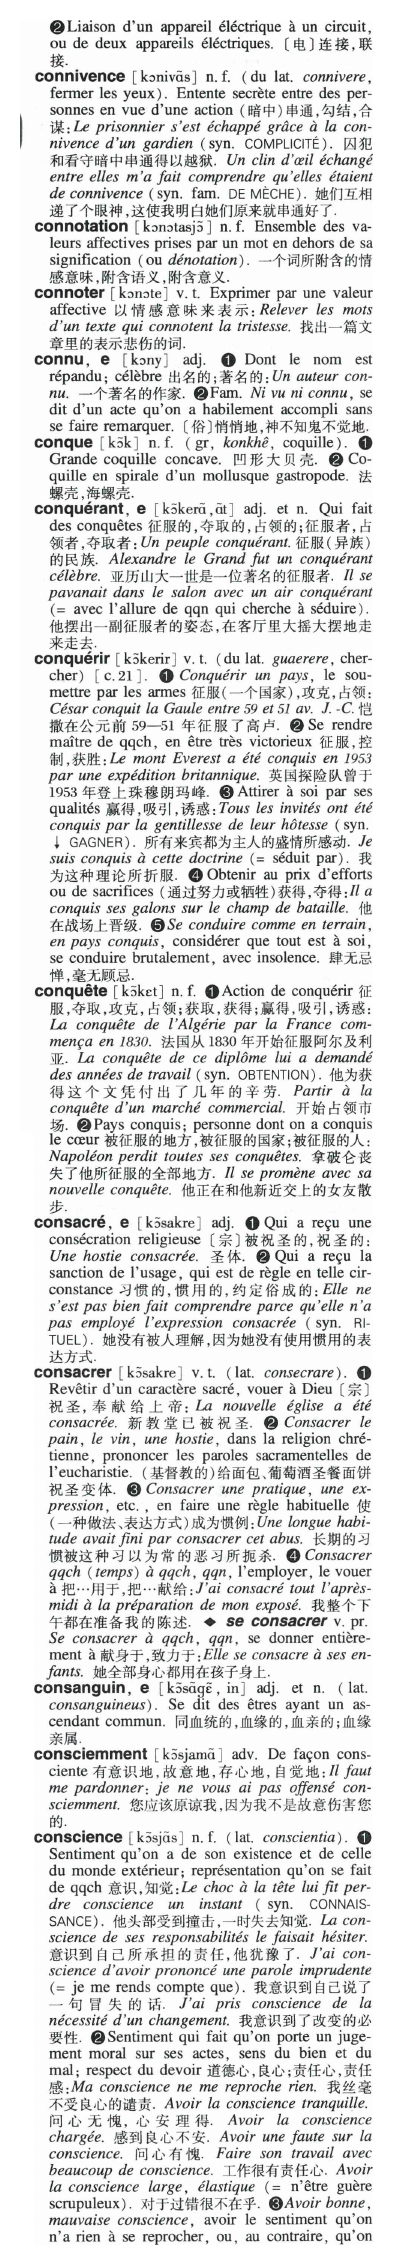 ❷Liaison d'un appareil éléctrique à un circuit,
ou de deux appareils éléctriques. 〔电〕连接,联
接.
connivence [kɔnivɑ̃s] n. f. (du lat. connivere,
fermer les yeux). Entente secrète entre des per-
sonnes en vue d'une action (暗中)串通,勾结,合
谋:Le prisonnier s'est échappé grâce à la con-
nivence d'un gardien (syn. COMPLICITÉ). 囚犯
和看守暗中串通得以越狱. Un clin d'œil échangé
entre elles m'a fait comprendre qu'elles étaient
de connivence (syn. fam. DE MÈCHE). 她们互相
递了个眼神,这使我明白她们原来就串通好了.
connotation [kɔnɔtasjɔ̃] n. f. Ensemble des va-
leurs affectives prises par un mot en dehors de sa
signification (ou dénotation). 一个词所附含的情
感意味,附含语义,附含意义.
connoter [kɔnɔte] v. t. Exprimer par une valeur
affective 以情感意味来表示:Relever les mots
d'un texte qui connotent la tristesse. 找出一篇文
章里的表示悲伤的词.
connu, e [kɔny] adj. ❶ Dont le nom est
répandu; célèbre 出名的;著名的:Un auteur con-
nu. 一个著名的作家. ❷Fam. Ni vu ni connu, se
dit d'un acte qu'on a habilement accompli sans
se faire remarquer. 〔俗〕悄悄地,神不知鬼不觉地.
conque [kɔ̃k] n. f. (gr, konkhê, coquille). ❶
Grande coquille concave. 凹形大贝壳. ❷ Co-
quille en spirale d'un mollusque gastropode. 法
螺壳,海螺壳.
conquérant, e [kɔ̃kerɑ̃,ɑ̃t] adj. et n. Qui fait
des conquêtes 征服的,夺取的,占领的;征服者,占
领者,夺取者:Un peuple conquérant. 征服(异族)
的民族. Alexandre le Grand fut un conquérant
célèbre. 亚历山大一世是一位著名的征服者. Il se
pavanait dans le salon avec un air conquérant
(= avec l'allure de qqn qui cherche à séduire).
他摆出一副征服者的姿态,在客厅里大摇大摆地走
来走去.
conquérir [kɔ̃kerir] v. t. (du lat. guaerere, cher-
cher) [c. 21]. ❶ Conquérir un pays, le sou-
mettre par les armes 征服(一个国家),攻克,占领:
César conquit la Gaule entre 59 et 51 av. J.-C. 恺
撒在公元前 59—51 年征服了高卢. ❷ Se rendre
maître de qqch, en être très victorieux 征服,控
制,获胜:Le mont Everest a été conquis en 1953
par une expédition britannique. 英国探险队曾于
1953 年登上珠穆朗玛峰. ❸ Attirer à soi par ses
qualités 赢得,吸引,诱惑:Tous les invités ont été
conquis par la gentillesse de leur hôtesse (syn.
↓ GAGNER). 所有来宾都为主人的盛情所感动. Je
suis conquis à cette doctrine (= séduit par). 我
为这种理论所折服. ❹ Obtenir au prix d'efforts
ou de sacrifices (通过努力或牺牲)获得,夺得:Il a
conquis ses galons sur le champ de bataille. 他
在战场上晋级. ❺ Se conduire comme en terrain,
en pays conquis, considérer que tout est à soi,
se conduire brutalement, avec insolence. 肆无忌
惮,毫无顾忌.
conquête [kɔ̃kɛt] n. f. ❶Action de conquérir 征
服,夺取,攻克,占领;获取,获得;赢得,吸引,诱惑:
La conquête de l'Algérie par la France com-
mença en 1830. 法国从 1830 年开始征服阿尔及利
亚. La conquête de ce diplôme lui a demandé
des années de travail (syn. OBTENTION). 他为获
得这个文凭付出了几年的辛劳. Partir à la
conquête d'un marché commercial. 开始占领市
场. ❷Pays conquis; personne dont on a conquis
le cœur 被征服的地方,被征服的国家;被征服的人:
Napoléon perdit toutes ses conquêtes. 拿破仑丧
失了他所征服的全部地方. Il se promène avec sa
nouvelle conquête. 他正在和他新近交上的女友散
步.
consacré, e [kɔ̃sakre] adj. ❶ Qui a reçu une
consécration religieuse 〔宗〕被祝圣的,祝圣的:
Une hostie consacrée. 圣体. ❷ Qui a reçu la
sanction de l'usage, qui est de règle en telle cir-
constance 习惯的,惯用的,约定俗成的:Elle ne
s'est pas bien fait comprendre parce qu'elle n'a
pas employé l'expression consacrée (syn. RI-
TUEL). 她没有被人理解,因为她没有使用惯用的表
达方式.
consacrer [kɔ̃sakre] v. t. (lat. consecrare). ❶
Revêtir d'un caractère sacré, vouer à Dieu 〔宗〕
祝圣,奉献给上帝:La nouvelle église a été
consacrée. 新教堂已被祝圣. ❷ Consacrer le
pain, le vin, une hostie, dans la religion chré-
tienne, prononcer les paroles sacramentelles de
l'eucharistie. (基督教的)给面包、葡萄酒圣餐面饼
祝圣变体. ❸ Consacrer une pratique, une ex-
pression, etc., en faire une règle habituelle 使
(一种做法、表达方式)成为惯例:Une longue habi-
tude avait fini par consacrer cet abus. 长期的习
惯被这种习以为常的恶习所扼杀. ❹ Consacrer
qqch (temps) à qqch, qqn, l'employer, le vouer
à 把…用于,把…献给:J'ai consacré tout l'après-
midi à la préparation de mon exposé. 我整个下
午都在准备我的陈述. ◆ se consacrer v. pr.
Se consacrer à qqch, qqn, se donner entière-
ment à 献身于,致力于:Elle se consacre à ses en-
fants. 她全部身心都用在孩子身上.
consanguin, e [kɔ̃sɑ̃gɛ̃, in] adj. et n. (lat.
consanguineus). Se dit des êtres ayant un as-
cendant commun. 同血统的,血缘的,血亲的;血缘
亲属.
consciemment [kɔ̃sjamɑ̃] adv. De façon cons-
ciente 有意识地,故意地,存心地,自觉地:Il faut
me pardonner: je ne vous ai pas offensé con-
sciemment. 您应该原谅我,因为我不是故意伤害您
的.
conscience [kɔ̃sjɑ̃s] n. f. (lat. conscientia). ❶
Sentiment qu'on a de son existence et de celle
du monde extérieur; représentation qu'on se fait
de qqch 意识,知觉:Le choc à la tête lui fit per-
dre conscience un instant (syn. CONNAIS-
SANCE). 他头部受到撞击,一时失去知觉. La con-
science de ses responsabilités le faisait hésiter.
意识到自己所承担的责任,他犹豫了. J'ai con-
science d'avoir prononcé une parole imprudente
(= je me rends compte que). 我意识到自己说了
一句冒失的话. J'ai pris conscience de la
nécessité d'un changement. 我意识到了改变的必
要性. ❷Sentiment qui fait qu'on porte un juge-
ment moral sur ses actes, sens du bien et du
mal; respect du devoir 道德心,良心;责任心,责任
感:Ma conscience ne me reproche rien. 我丝毫
不受良心的谴责. Avoir la conscience tranquille.
问心无愧,心安理得. Avoir la conscience
chargée. 感到良心不安. Avoir une faute sur la
conscience. 问心有愧. Faire son travail avec
beaucoup de conscience. 工作很有责任心. Avoir
la conscience large, élastique (= n'être guère
scrupuleux). 对于过错很不在乎. ❸Avoir bonne,
mauvaise conscience, avoir le sentiment qu'on
n'a rien à se reprocher, ou, au contraire, qu'on